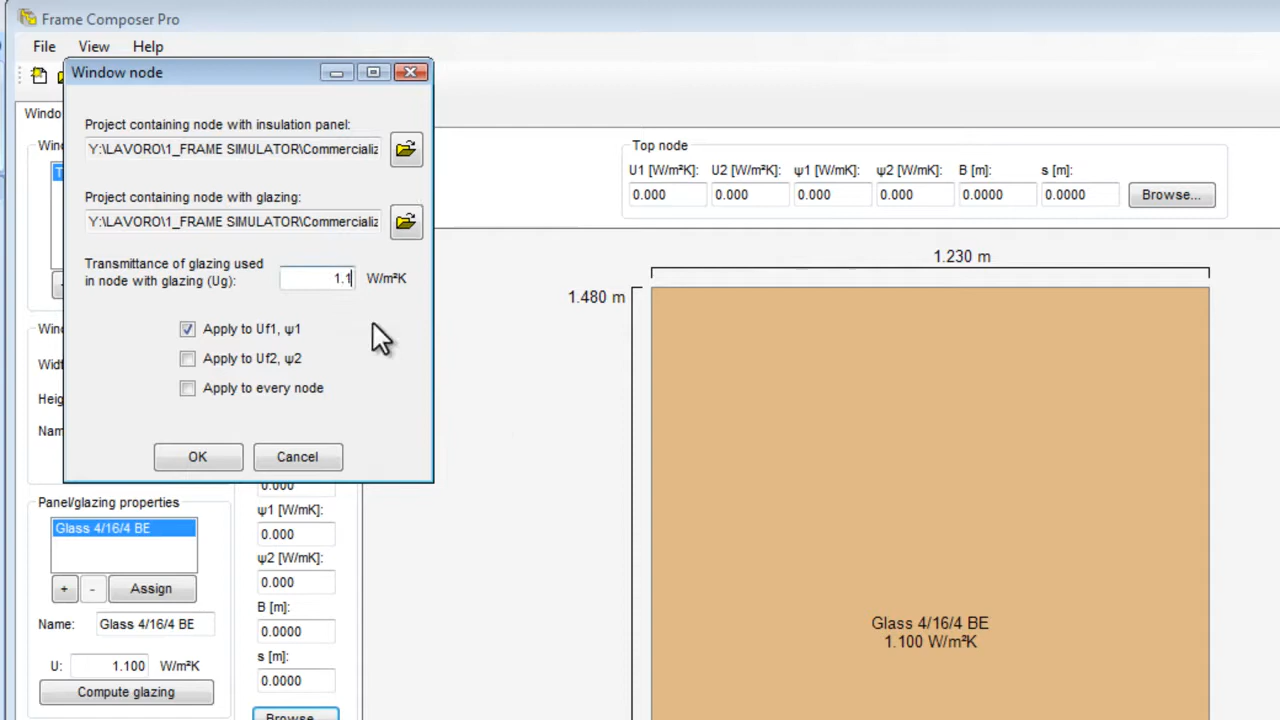 Frame Composer Pro
File View Help
Window node
Project containing node with insulation panel:
Y:\LAVORO\1_FRAME SIMULATOR\Commercializ
Project containing node with glazing:
Y:\LAVORO\1_FRAME SIMULATOR\Commercializ
Transmittance of glazing used
in node with glazing (Ug):
1.1 W/m²K
Apply to Uf1, ψ1
Apply to Uf2, ψ2
Apply to every node
OK Cancel
Top node
U1 [W/m²K]: U2 [W/m²K]: ψ1 [W/mK]: ψ2 [W/mK]: B [m]: s [m]:
0.000 0.000 0.000 0.000 0.0000 0.0000 Browse...
1.230 m
1.480 m
Glass 4/16/4 BE
1.100 W/m²K
Panel/glazing properties
Glass 4/16/4 BE
+ - Assign
Name: Glass 4/16/4 BE
U: 1.100 W/m²K
Compute glazing
0.000
ψ1 [W/mK]:
0.000
ψ2 [W/mK]:
0.000
B [m]:
0.0000
s [m]:
0.0000
Browse...